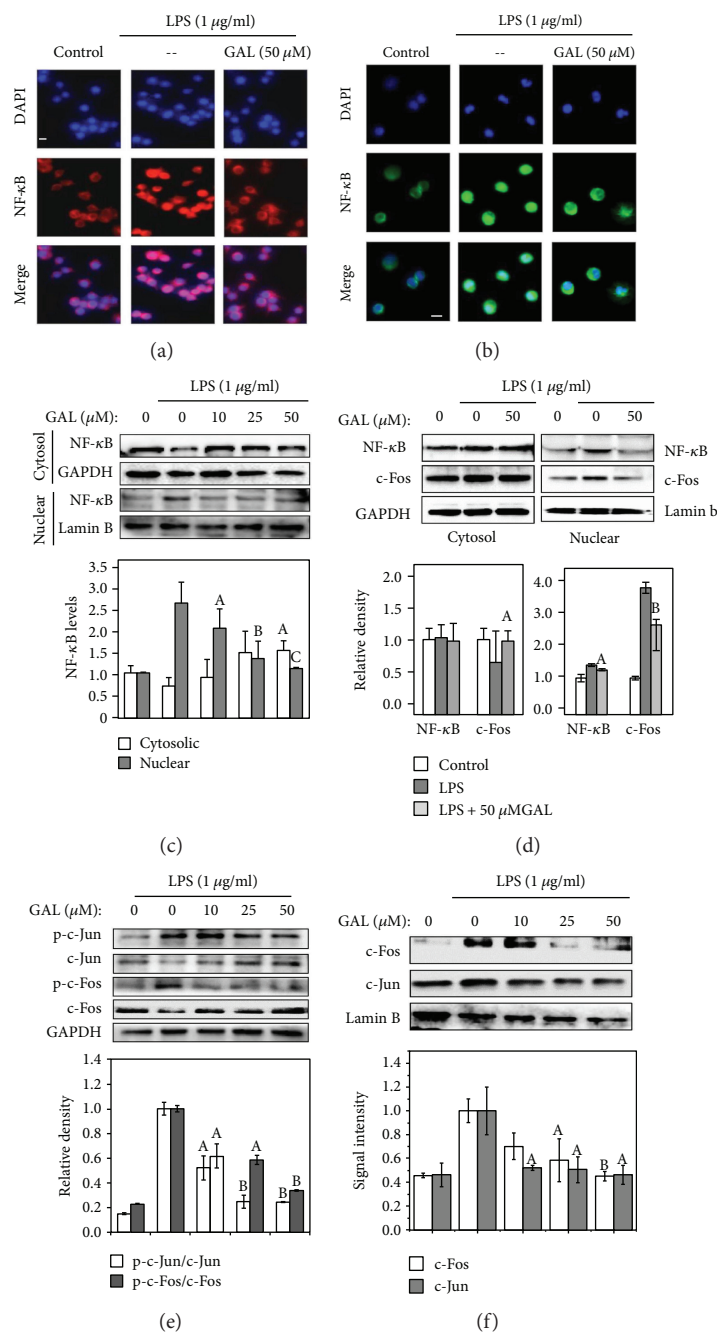 LPS (1 μg/ml)
Control -- GAL (50 μM)
DAPI
NF-κB
Merge
(a)
LPS (1 μg/ml)
Control -- GAL (50 μM)
DAPI
NF-κB
Merge
(b)
LPS (1 μg/ml)
GAL (μM): 0 0 10 25 50
Cytosol
NF-κB
GAPDH
Nuclear
NF-κB
Lamin B
NF-κB levels
3.5
3.0
2.5
2.0
1.5
1.0
0.0
A
B
A
C
Cytosolic
Nuclear
(c)
LPS (1 μg/ml)
GAL (μM): 0 0 50 0 0 50
NF-κB NF-κB
c-Fos c-Fos
GAPDH Lamin b
Cytosol Nuclear
Relative density
2.0
1.5
1.0
0.5
0.0
A
NF-κB c-Fos
4.0
3.0
2.0
1.0
0.0
A
B
NF-κB c-Fos
Control
LPS
LPS + 50 μMGAL
(d)
LPS (1 μg/ml)
GAL (μM): 0 0 10 25 50
p-c-Jun
c-Jun
p-c-Fos
c-Fos
GAPDH
Relative density
1.4
1.2
1.0
0.8
0.6
0.4
0.2
0.0
A A
B A
B B
p-c-Jun/c-Jun
p-c-Fos/c-Fos
(e)
LPS (1 μg/ml)
GAL (μM): 0 0 10 25 50
c-Fos
c-Jun
Lamin B
Signal intensity
1.4
1.2
1.0
0.8
0.6
0.4
0.2
0.0
A
A A
B A
c-Fos
c-Jun
(f)